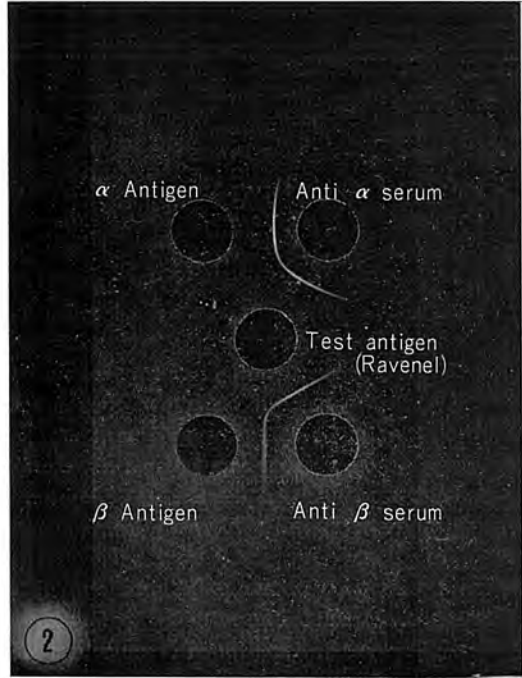 α Antigen
Anti α serum
Test antigen
(Ravenel)
β Antigen
Anti β serum
2